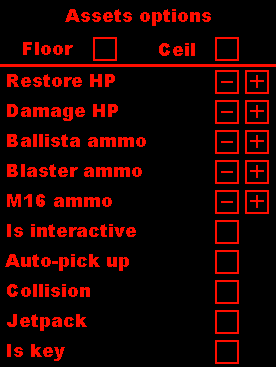 Assets options
Floor Ceil
Restore HP - +
Damage HP - +
Ballista ammo - +
Blaster ammo - +
M16 ammo - +
Is interactive
Auto-pick up
Collision
Jetpack
Is key